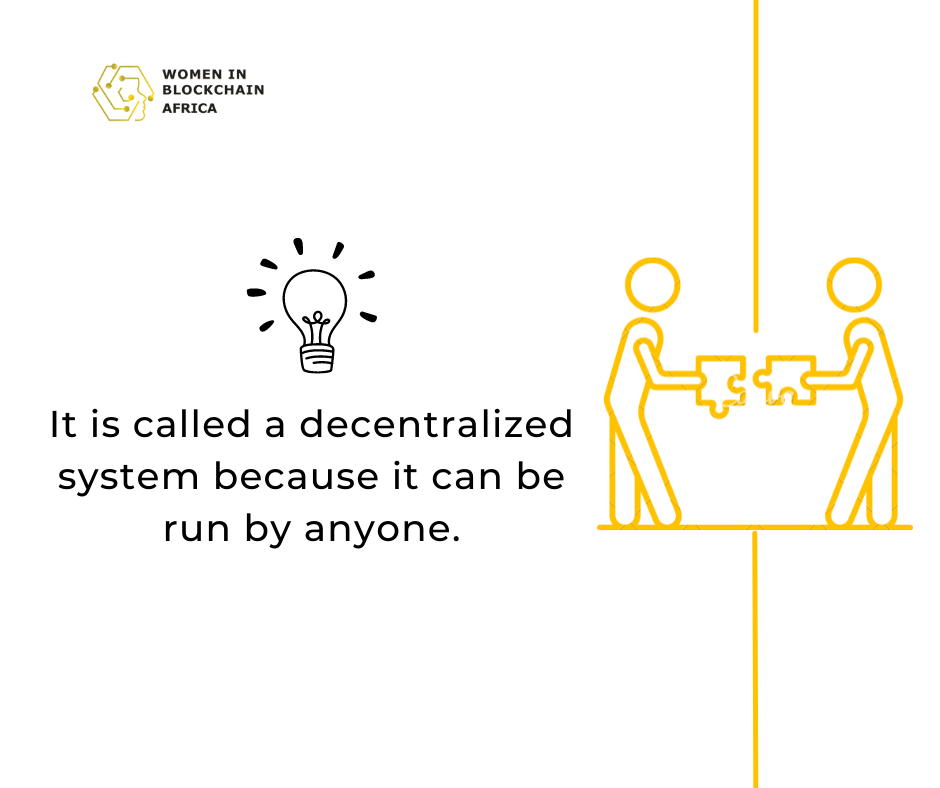 WOMEN IN
BLOCKCHAIN
AFRICA
It is called a decentralized
system because it can be
run by anyone.